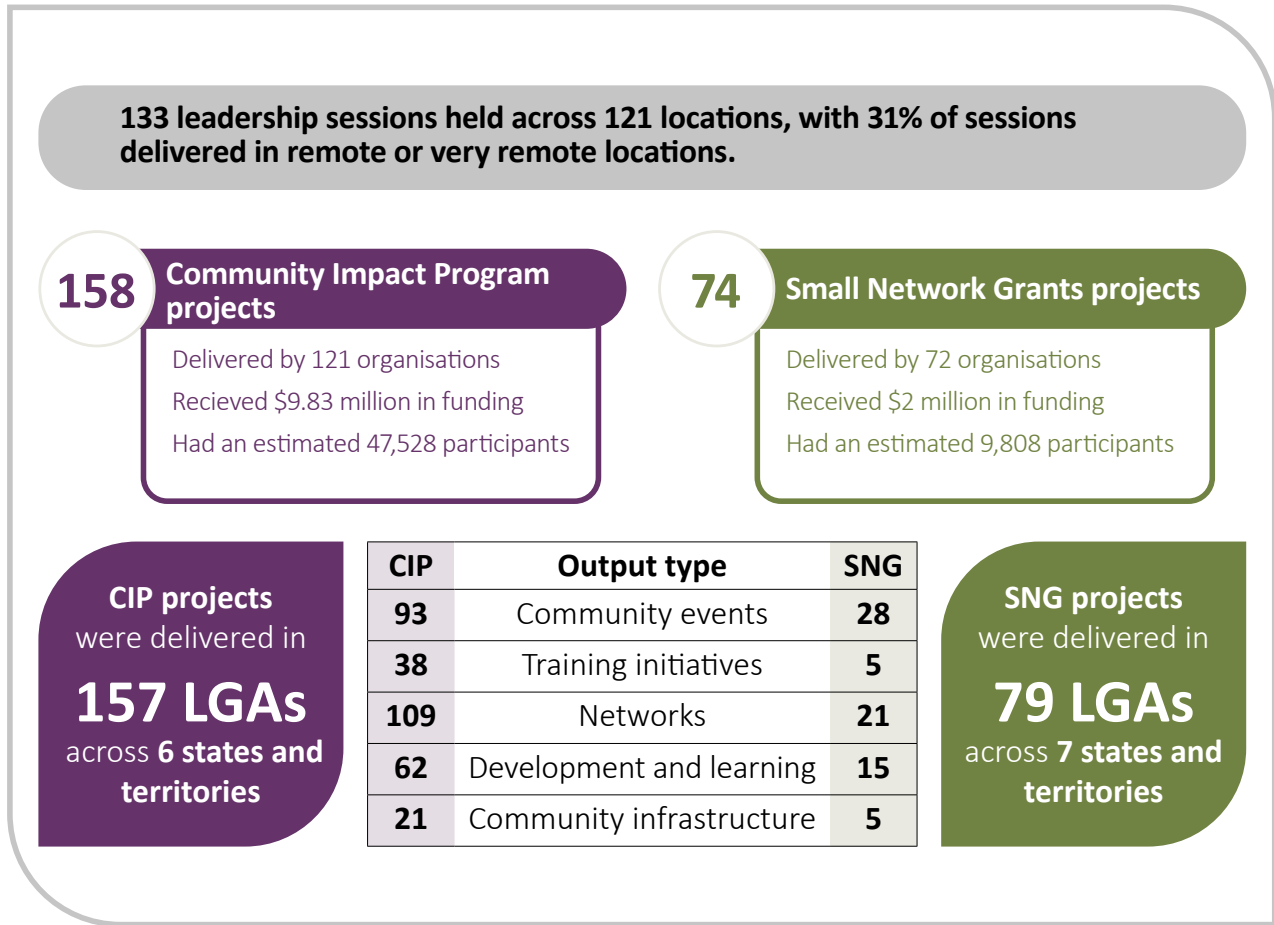 133 leadership sessions held across 121 locations, with 31% of sessions
delivered in remote or very remote locations.
158
Community Impact Program
projects
Delivered by 121 organisations
Recieved $9.83 million in funding
Had an estimated 47,528 participants
74
Small Network Grants projects
Delivered by 72 organisations
Received $2 million in funding
Had an estimated 9,808 participants
CIP projects
were delivered in
157 LGAs
across 6 states and
territories
CIP Output type SNG
93 Community events 28
38 Training initiatives 5
109 Networks 21
62 Development and learning 15
21 Community infrastructure 5
SNG projects
were delivered in
79 LGAs
across 7 states and
territories